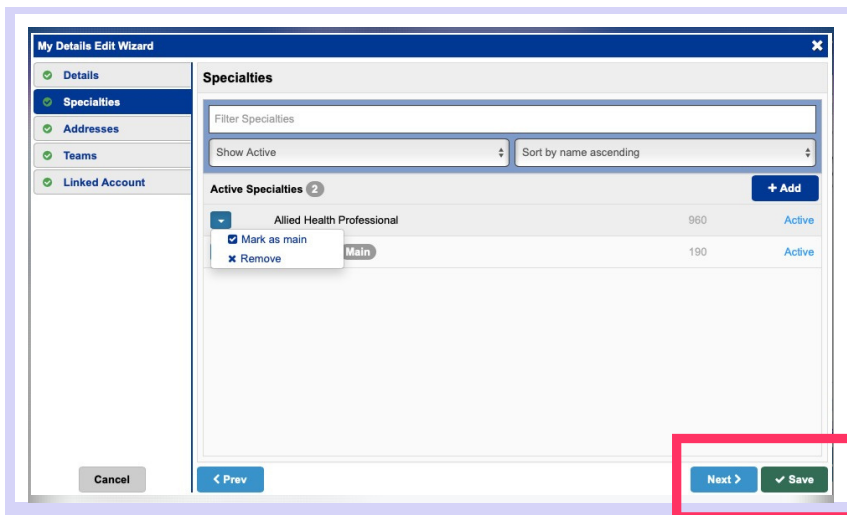 My Details Edit Wizard
Details
Specialties
Addresses
Teams
Linked Account
Cancel
Specialties
Filter Specialties
Show Active
Sort by name ascending
Active Specialties 2
+ Add
Allied Health Professional 960 Active
Mark as main
Remove
Main 190 Active
< Prev
Next >
Save